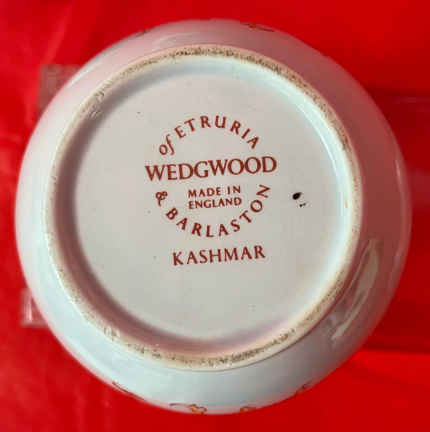 of ETRURIA
WEDGWOOD
MADE IN
ENGLAND
& BARLASTON
KASHMAR